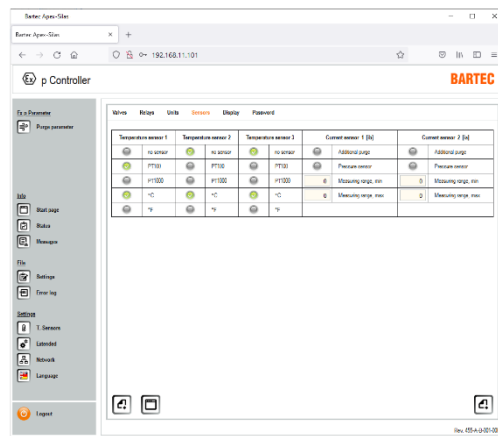 Bartec Apex-Silas
Bartec Apex-Silas
192.168.11.101
Ex p Controller
BARTEC
Ex p Parameter
Purge parameter
Info
Start page
Status
Messages
File
Settings
Error log
Settings
T. Sensors
Extended
Network
Language
Logout
Valves Relays Units Sensors Display Password
Temperature sensor 1 Temperature sensor 2 Temperature sensor 3 Current sensor 1 [Is] Current sensor 2 [Is]
no sensor no sensor no sensor Additional purge Additional purge
PT100 PT100 PT100 Pressure sensor Pressure sensor
PT1000 PT1000 PT1000 0 Measuring range, min 0 Measuring range, min
°C °C °C 0 Measuring range, max 0 Measuring range, max
°F °F °F